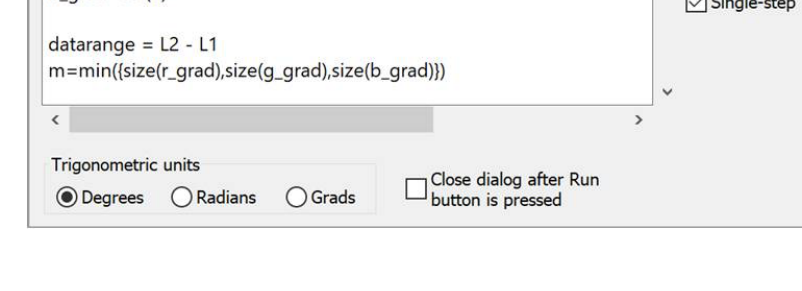 Single-step
datarange = L2 - L1
m=min({size(r_grad),size(g_grad),size(b_grad)})
Trigonometric units
Degrees Radians Grads
Close dialog after Run
button is pressed